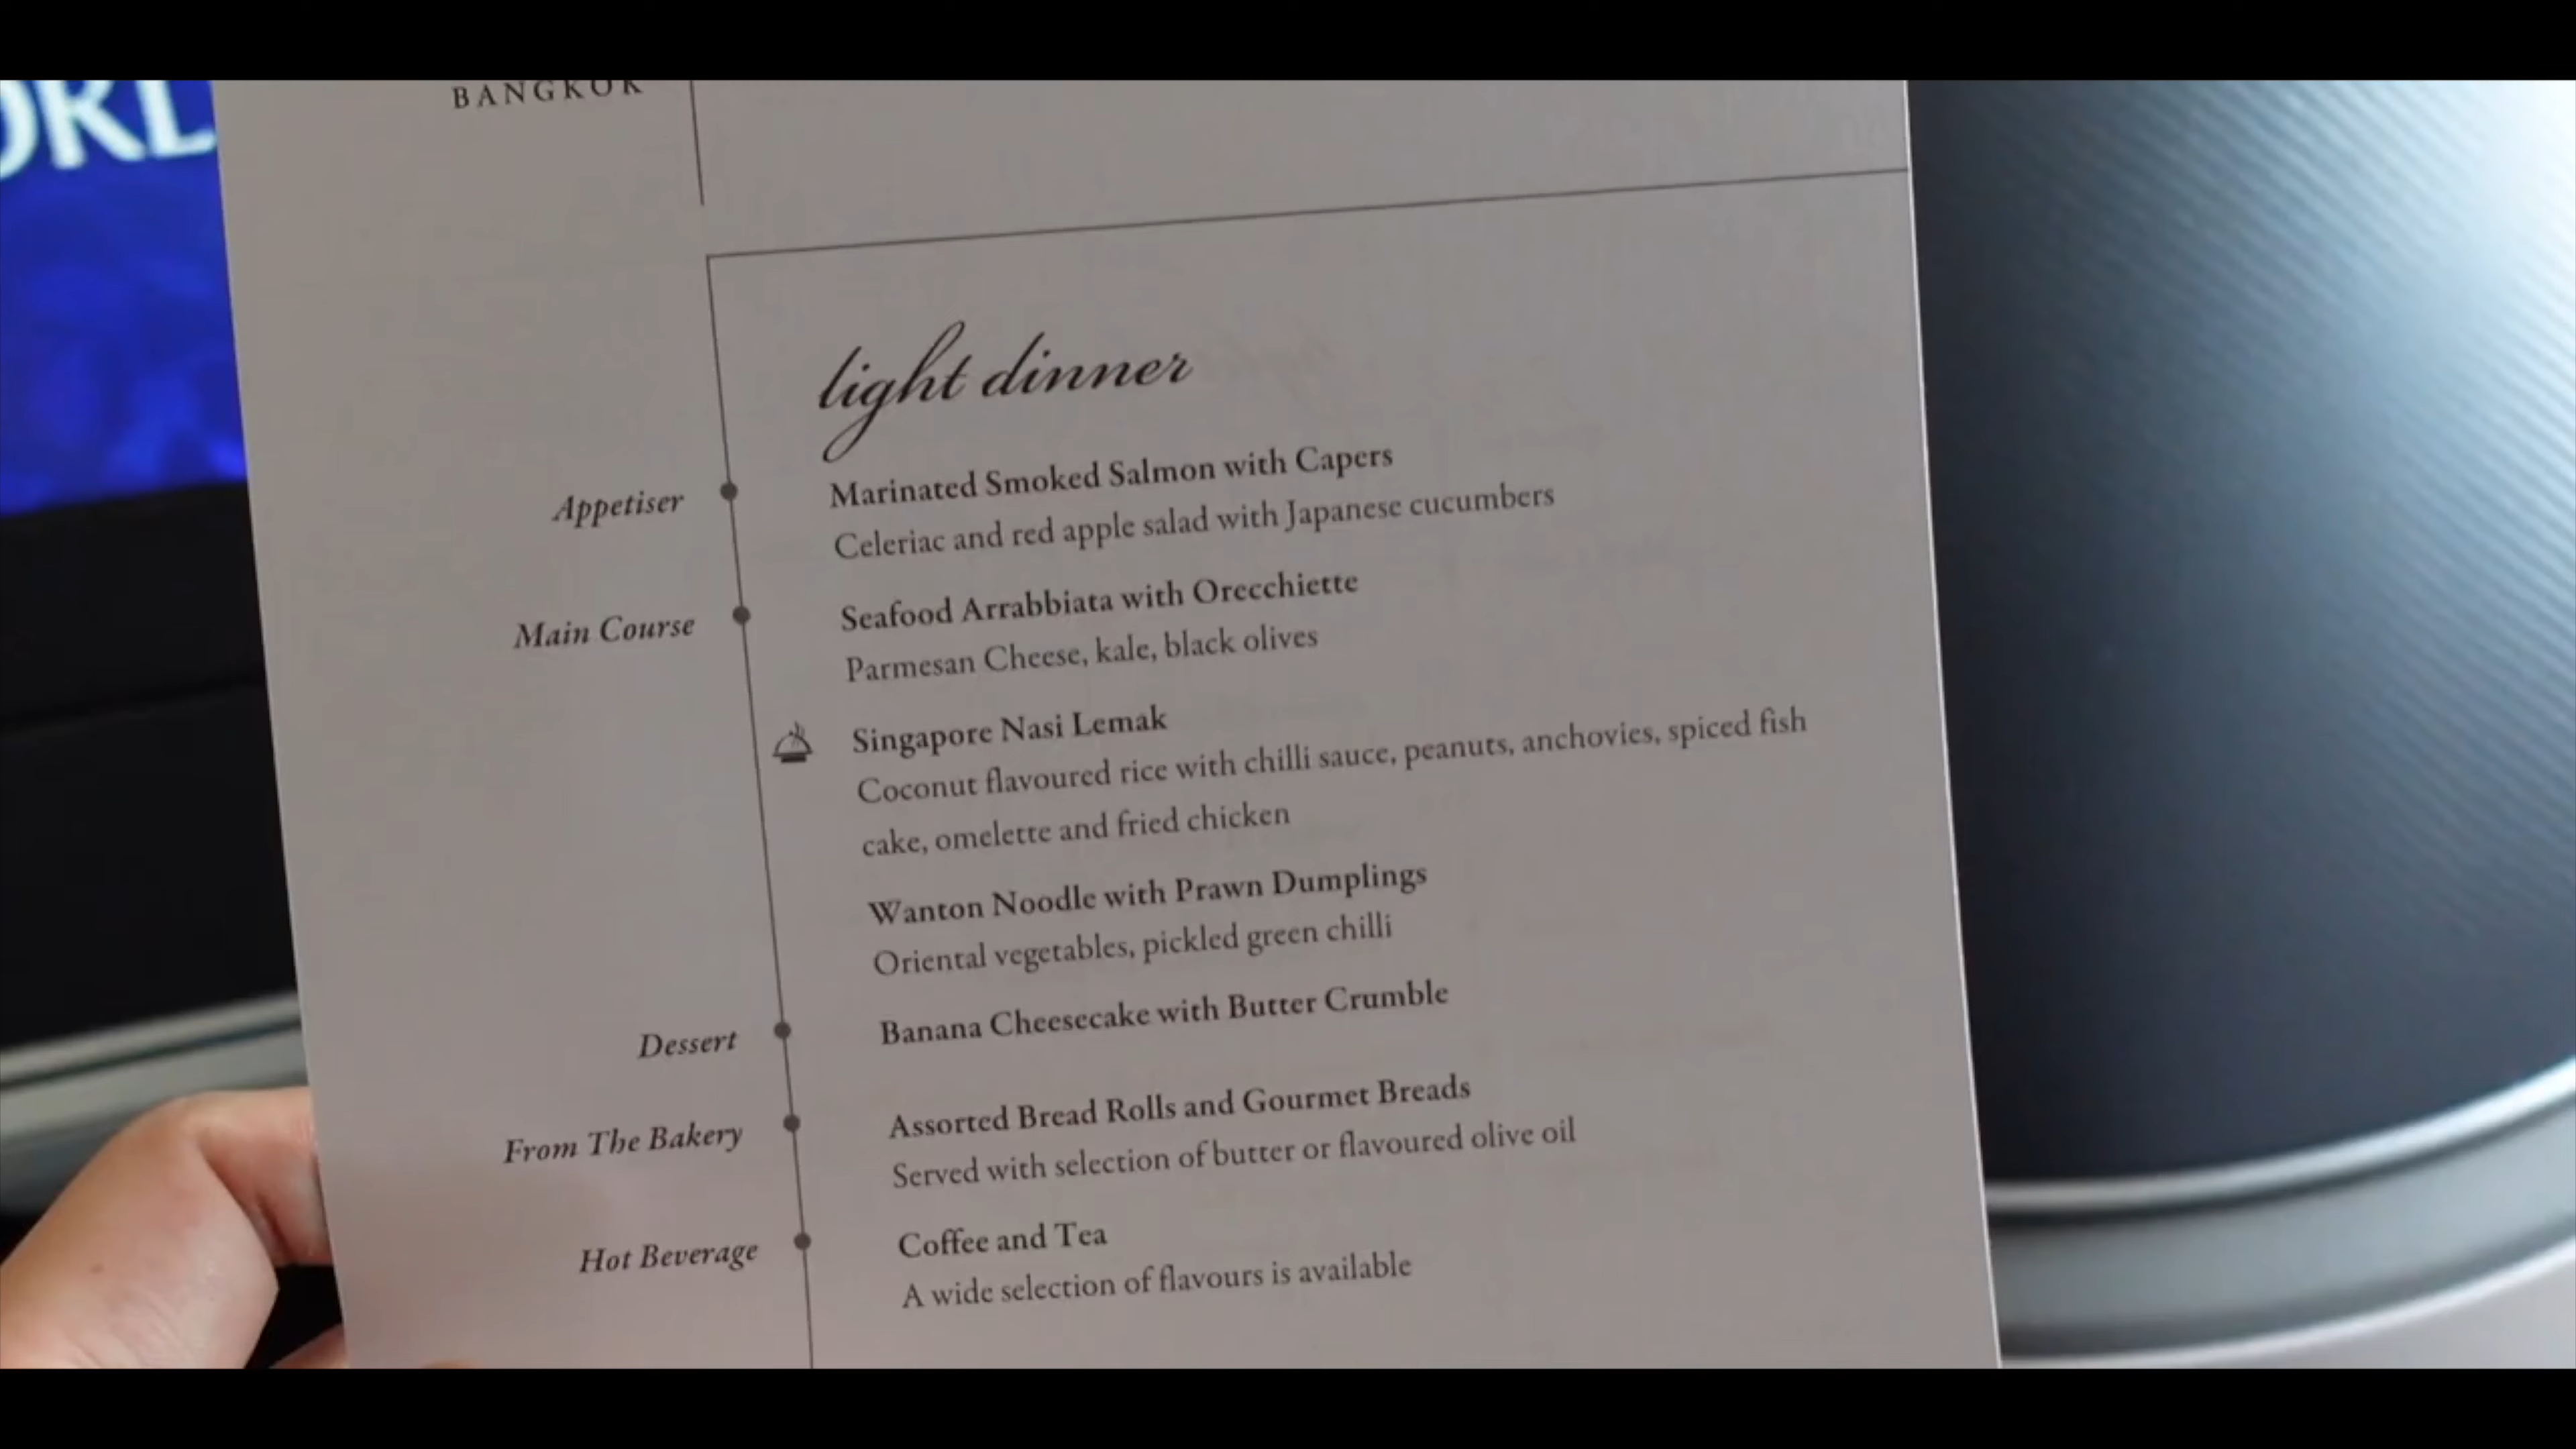 BANGKOK
light dinner
Appetiser
Marinated Smoked Salmon with Capers
Celeriac and red apple salad with Japanese cucumbers
Main Course
Seafood Arrabbiata with Orecchiette
Parmesan Cheese, kale, black olives
Singapore Nasi Lemak
Coconut flavoured rice with chilli sauce, peanuts, anchovies, spiced fish
cake, omelette and fried chicken
Wanton Noodle with Prawn Dumplings
Oriental vegetables, pickled green chilli
Dessert
Banana Cheesecake with Butter Crumble
From The Bakery
Assorted Bread Rolls and Gourmet Breads
Served with selection of butter or flavoured olive oil
Hot Beverage
Coffee and Tea
A wide selection of flavours is available